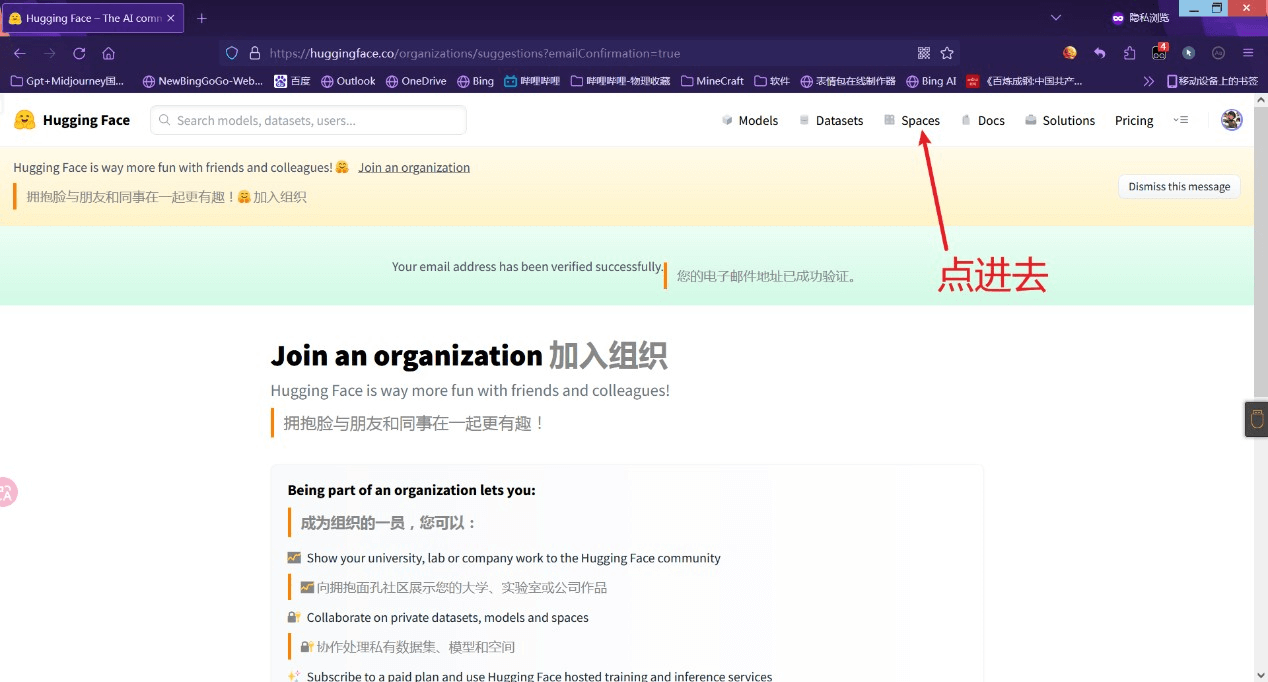 Hugging Face – The AI comm
隐私浏览
https://huggingface.co/organizations/suggestions?emailConfirmation=true
4
Gpt+Midjourney国... NewBingGoGo-Web... 百度 Outlook OneDrive Bing 哔哩哔哩 哔哩哔哩-物理收藏 MineCraft 软件 表情包在线制作器 Bing AI 《百炼成钢:中国共产... 移动设备上的书签
Hugging Face Search models, datasets, users... Models Datasets Spaces Docs Solutions Pricing
Hugging Face is way more fun with friends and colleagues! Join an organization
拥抱脸与朋友和同事在一起更有趣！加入组织
Dismiss this message
Your email address has been verified successfully.
您的电子邮件地址已成功验证。
点进去
Join an organization 加入组织
Hugging Face is way more fun with friends and colleagues!
拥抱脸与朋友和同事在一起更有趣！
Being part of an organization lets you:
成为组织的一员，您可以：
Show your university, lab or company work to the Hugging Face community
向拥抱面孔社区展示您的大学、实验室或公司作品
Collaborate on private datasets, models and spaces
协作处理私有数据集、模型和空间
Subscribe to a paid plan and use Hugging Face hosted training and inference services